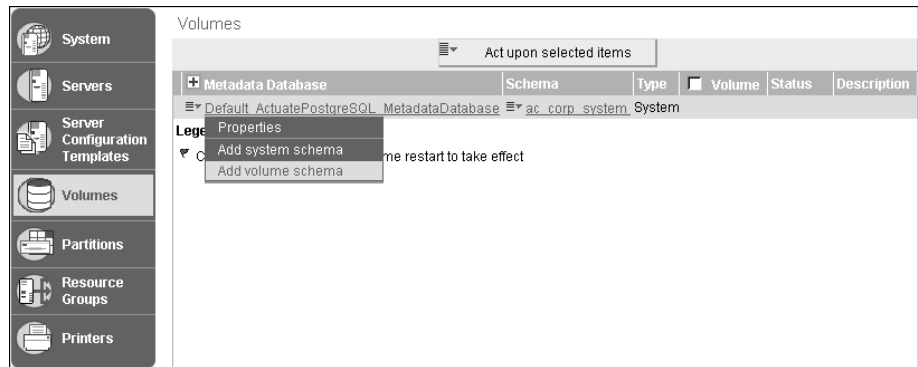 System
Servers
Server
Configuration
Templates
Volumes
Partitions
Resource
Groups
Printers
Volumes
Act upon selected items
Metadata Database Schema Type Volume Status Description
Default_ActuatePostgreSQL_MetadataDatabase ac_corp_system System
Lege
C me restart to take effect
Properties
Add system schema
Add volume schema